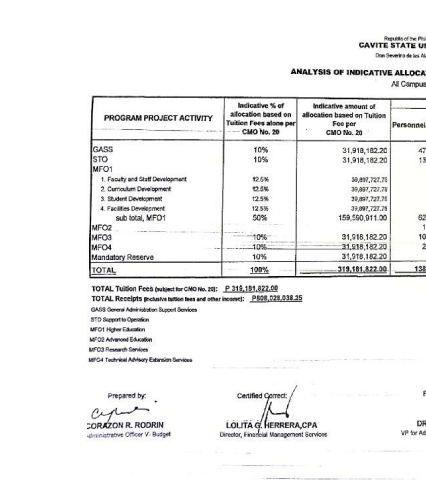 Republic of the Phi
CAVITE STATE UN
Don Severino de las Al
ANALYSIS OF INDICATIVE ALLOCA
All Campus
PROGRAM PROJECT ACTIVITY
Indicative % of allocation based on Tuition Fees alone per CMO No. 20
Indicative amount of allocation based on Tuition Fee per CMO No. 20
Personnel
GASS 10% 31,918,182.20 47
STO 10% 31,918,182.20 13
MFO1
1. Faculty and Staff Development 12.5% 39,897,727.75
2. Curriculum Development 12.5% 39,897,727.75
3. Student Development 12.5% 39,897,727.75
4. Facilities Development 12.5% 39,897,727.75
sub total, MFO1 50% 159,590,911.00 62
MFO2 1
MFO3 10% 31,918,182.20 10
MFO4 10% 31,918,182.20 2
Mandatory Reserve 10% 31,918,182.20
TOTAL 100% 319,181,822.00 138
TOTAL Tuition Fees (subject for CMO No. 20): P 319,181,822.00
TOTAL Receipts (inclusive tuition fees and other income): P808,028,038.35
GASS General Administration Support Services
STO Support to Operation
MFO1 Higher Education
MFO2 Advanced Education
MFO3 Research Services
MFO4 Technical Advisory Extension Services
Prepared by: Certified Correct: F
CORAZON R. RODRIN LOLITA G. HERRERA,CPA DR
Administrative Officer V- Budget Director, Financial Management Services VP for Ad